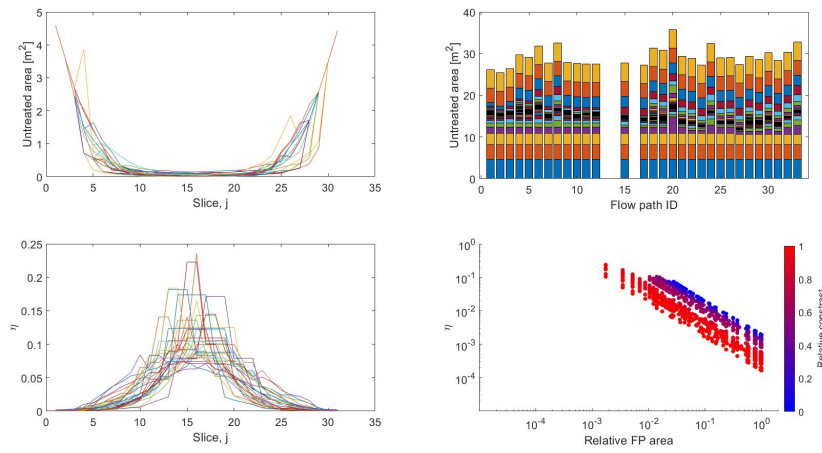 5
4
3
2
1
0
Untreated area [m²]
0 5 10 15 20 25 30 35
Slice, j
40
30
20
10
0
Untreated area [m²]
0 5 10 15 20 25 30
Flow path ID
0.25
0.2
0.15
0.1
0.05
0
η
0 5 10 15 20 25 30 35
Slice, j
10⁰
10⁻¹
10⁻²
10⁻³
10⁻⁴
η
10⁻⁴ 10⁻³ 10⁻² 10⁻¹ 10⁰
Relative FP area
1
0.8
0.6
0.4
0.2
0
Relative constrast